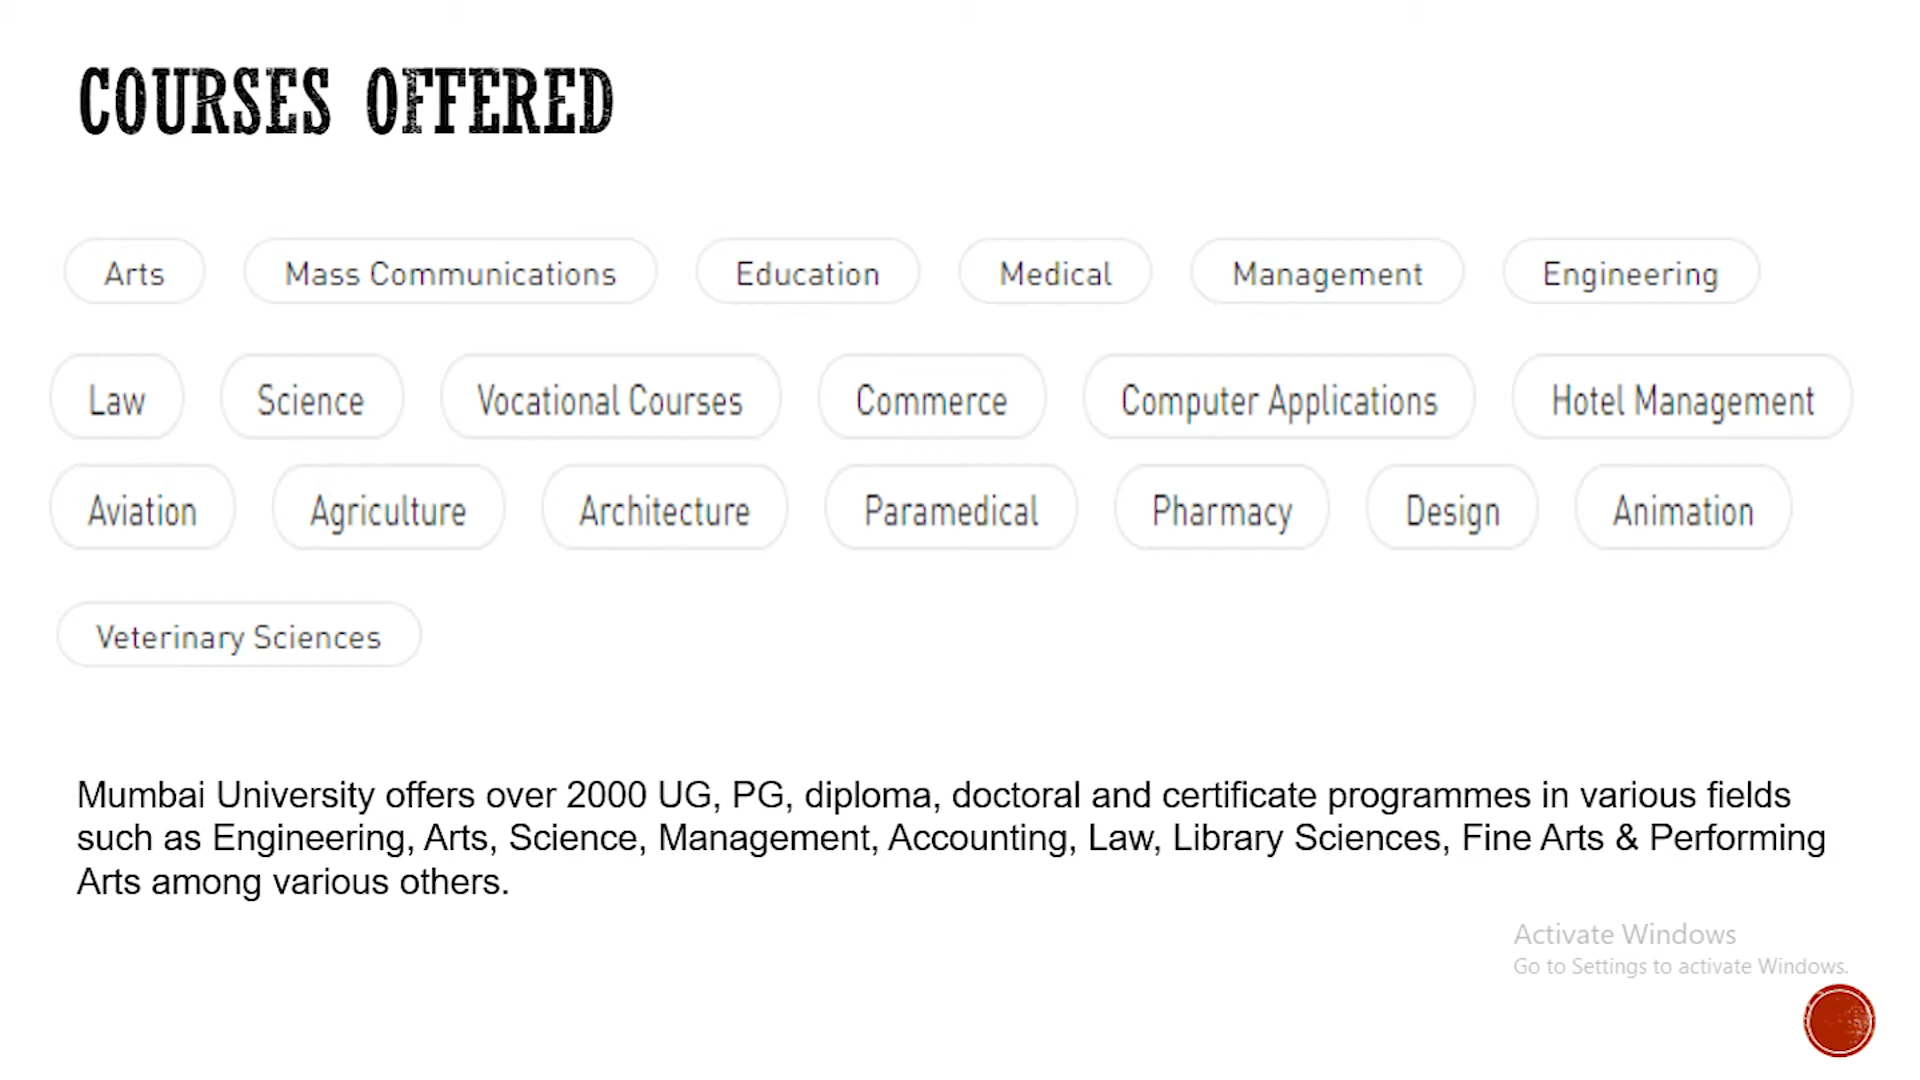 COURSES OFFERED
Arts Mass Communications Education Medical Management Engineering
Law Science Vocational Courses Commerce Computer Applications Hotel Management
Aviation Agriculture Architecture Paramedical Pharmacy Design Animation
Veterinary Sciences
Mumbai University offers over 2000 UG, PG, diploma, doctoral and certificate programmes in various fields
such as Engineering, Arts, Science, Management, Accounting, Law, Library Sciences, Fine Arts & Performing
Arts among various others.
Activate Windows
Go to Settings to activate Windows.